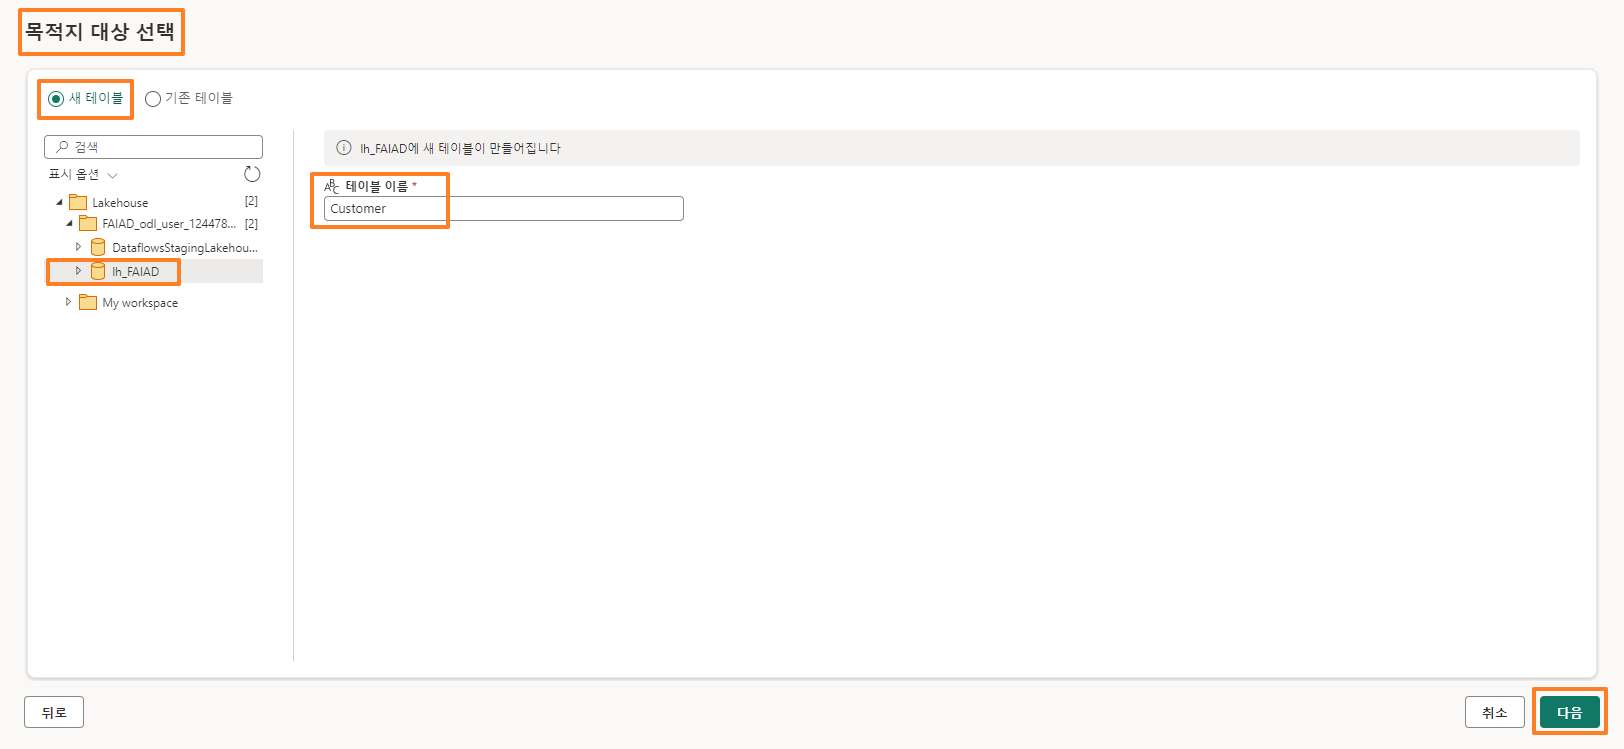 목적지 대상 선택
새 테이블 기존 테이블
검색
표시 옵션
Lakehouse [2]
FAIAD_odl_user_124478... [2]
DataflowsStagingLakehou...
lh_FAIAD
My workspace
lh_FAIAD에 새 테이블이 만들어집니다
ABC 테이블 이름 *
Customer
뒤로 취소 다음